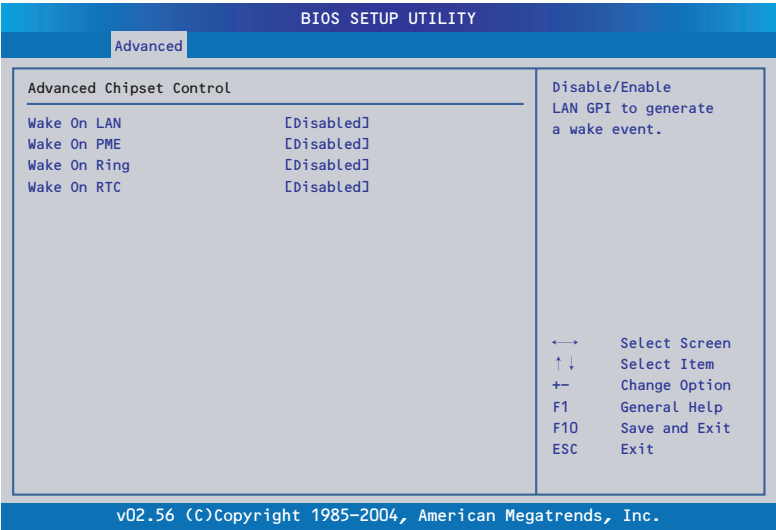 BIOS SETUP UTILITY
Advanced
Advanced Chipset Control
Wake On LAN [Disabled]
Wake On PME [Disabled]
Wake On Ring [Disabled]
Wake On RTC [Disabled]
Disable/Enable
LAN GPI to generate
a wake event.
←→ Select Screen
↑↓ Select Item
+- Change Option
F1 General Help
F10 Save and Exit
ESC Exit
v02.56 (C)Copyright 1985-2004, American Megatrends, Inc.